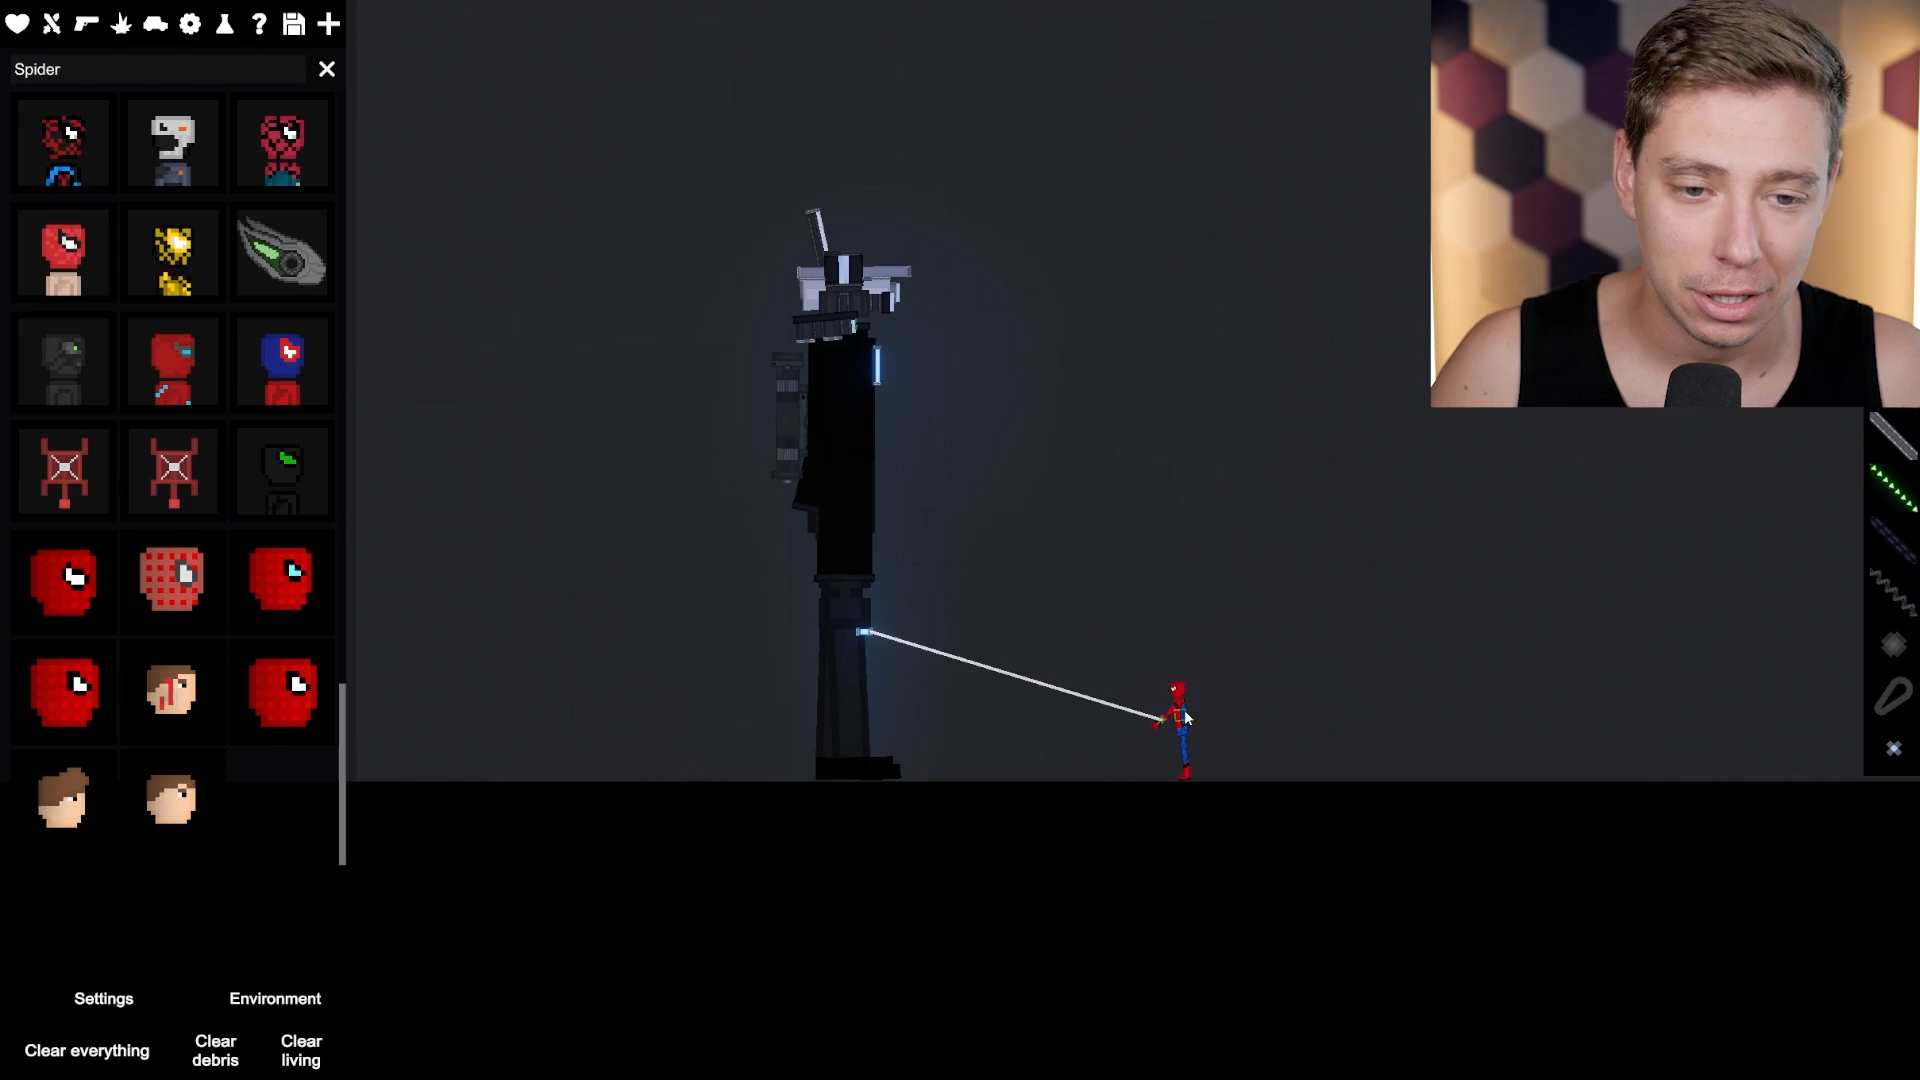 Spider
Settings
Environment
Clear everything
Clear
debris
Clear
living